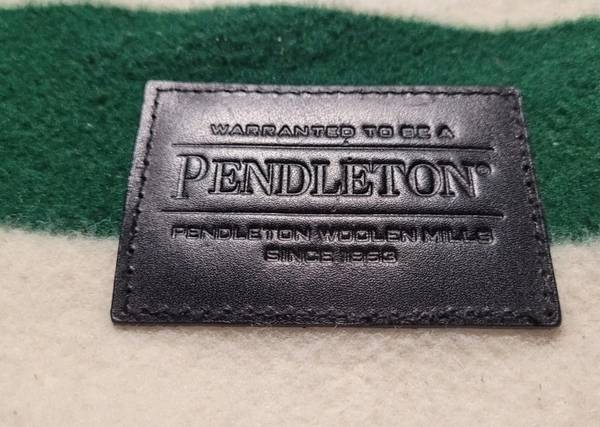 WARRANTED TO BE A
PENDLETON®
PENDLETON WOOLEN MILLS
SINCE 1863